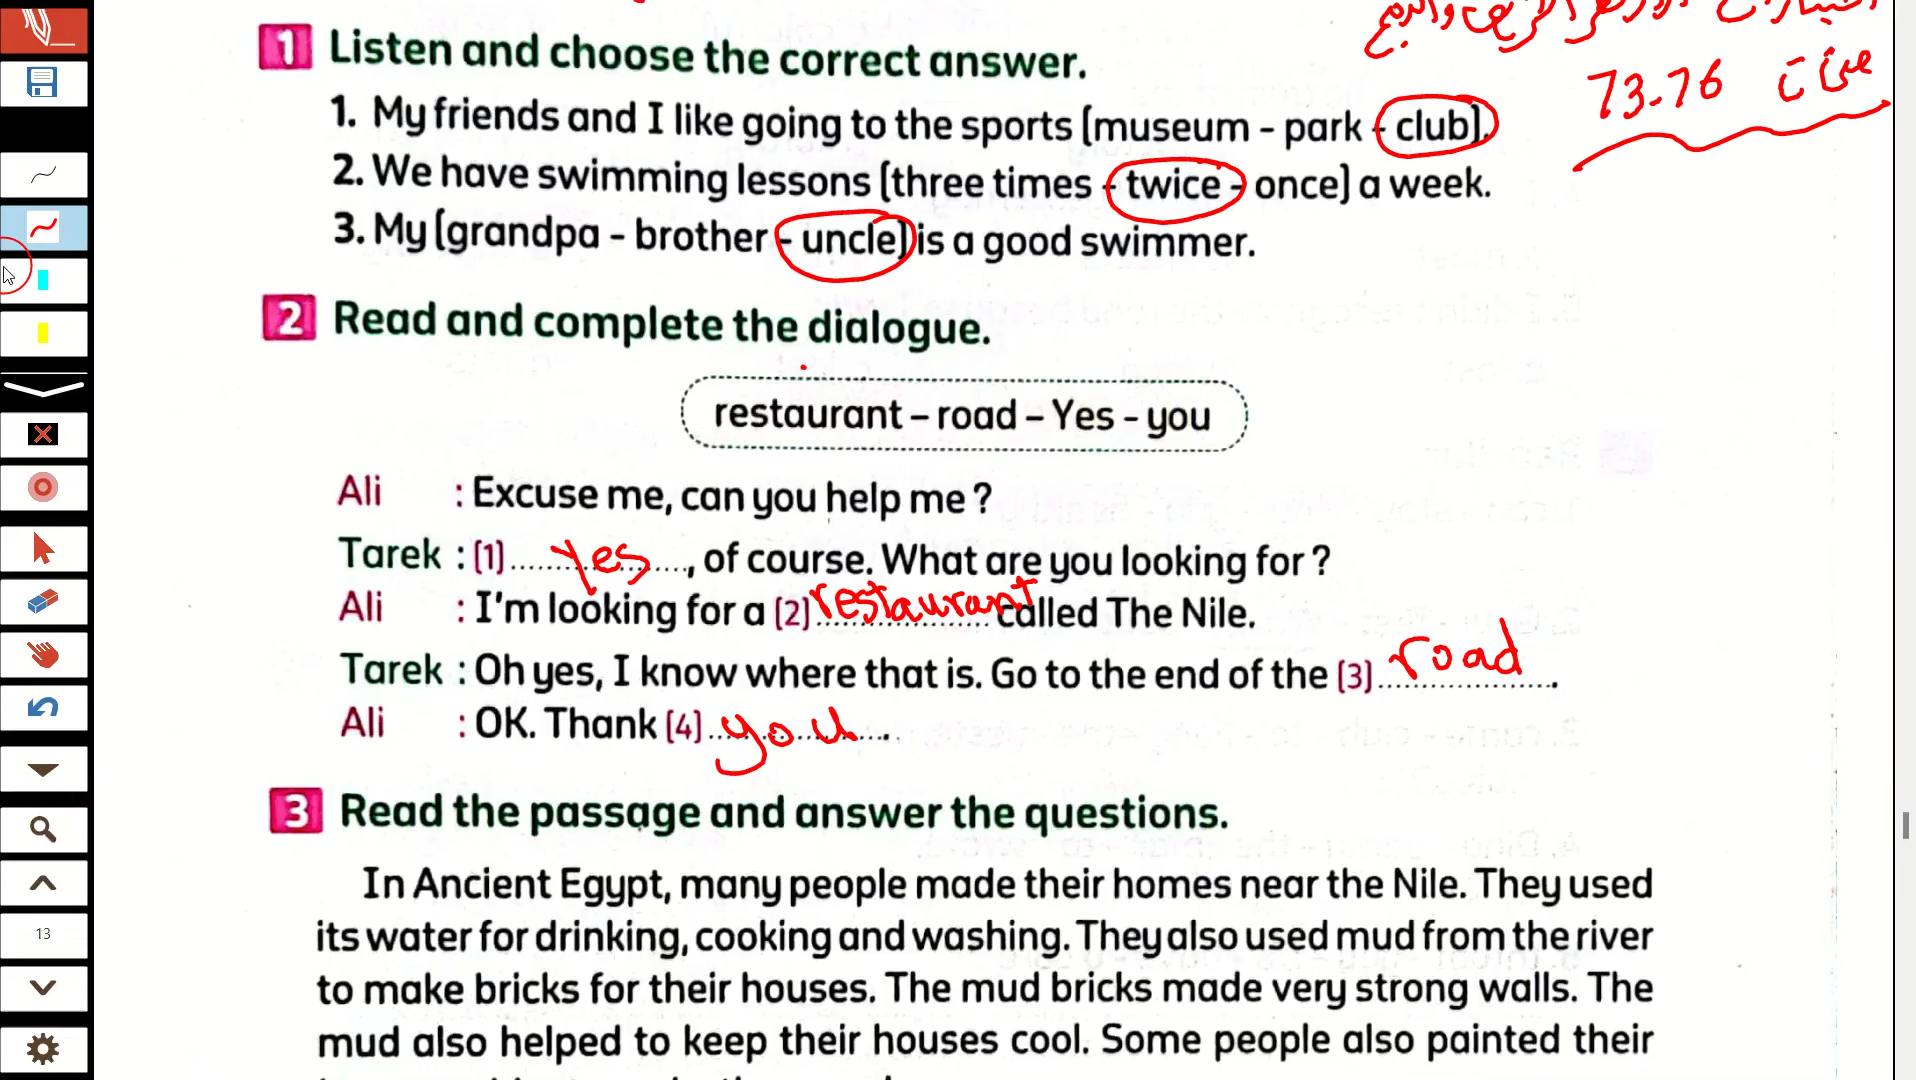 1 Listen and choose the correct answer.
73-76
1. My friends and I like going to the sports (museum - park - club).
2. We have swimming lessons (three times - twice - once) a week.
3. My (grandpa - brother - uncle) is a good swimmer.
2 Read and complete the dialogue.
restaurant – road – Yes - you
Ali : Excuse me, can you help me ?
Tarek : (1) yes, of course. What are you looking for ?
Ali : I'm looking for a (2) restaurant called The Nile.
Tarek : Oh yes, I know where that is. Go to the end of the (3) road.
Ali : OK. Thank (4) you.
3 Read the passage and answer the questions.
In Ancient Egypt, many people made their homes near the Nile. They used
its water for drinking, cooking and washing. They also used mud from the river
to make bricks for their houses. The mud bricks made very strong walls. The
13
mud also helped to keep their houses cool. Some people also painted their